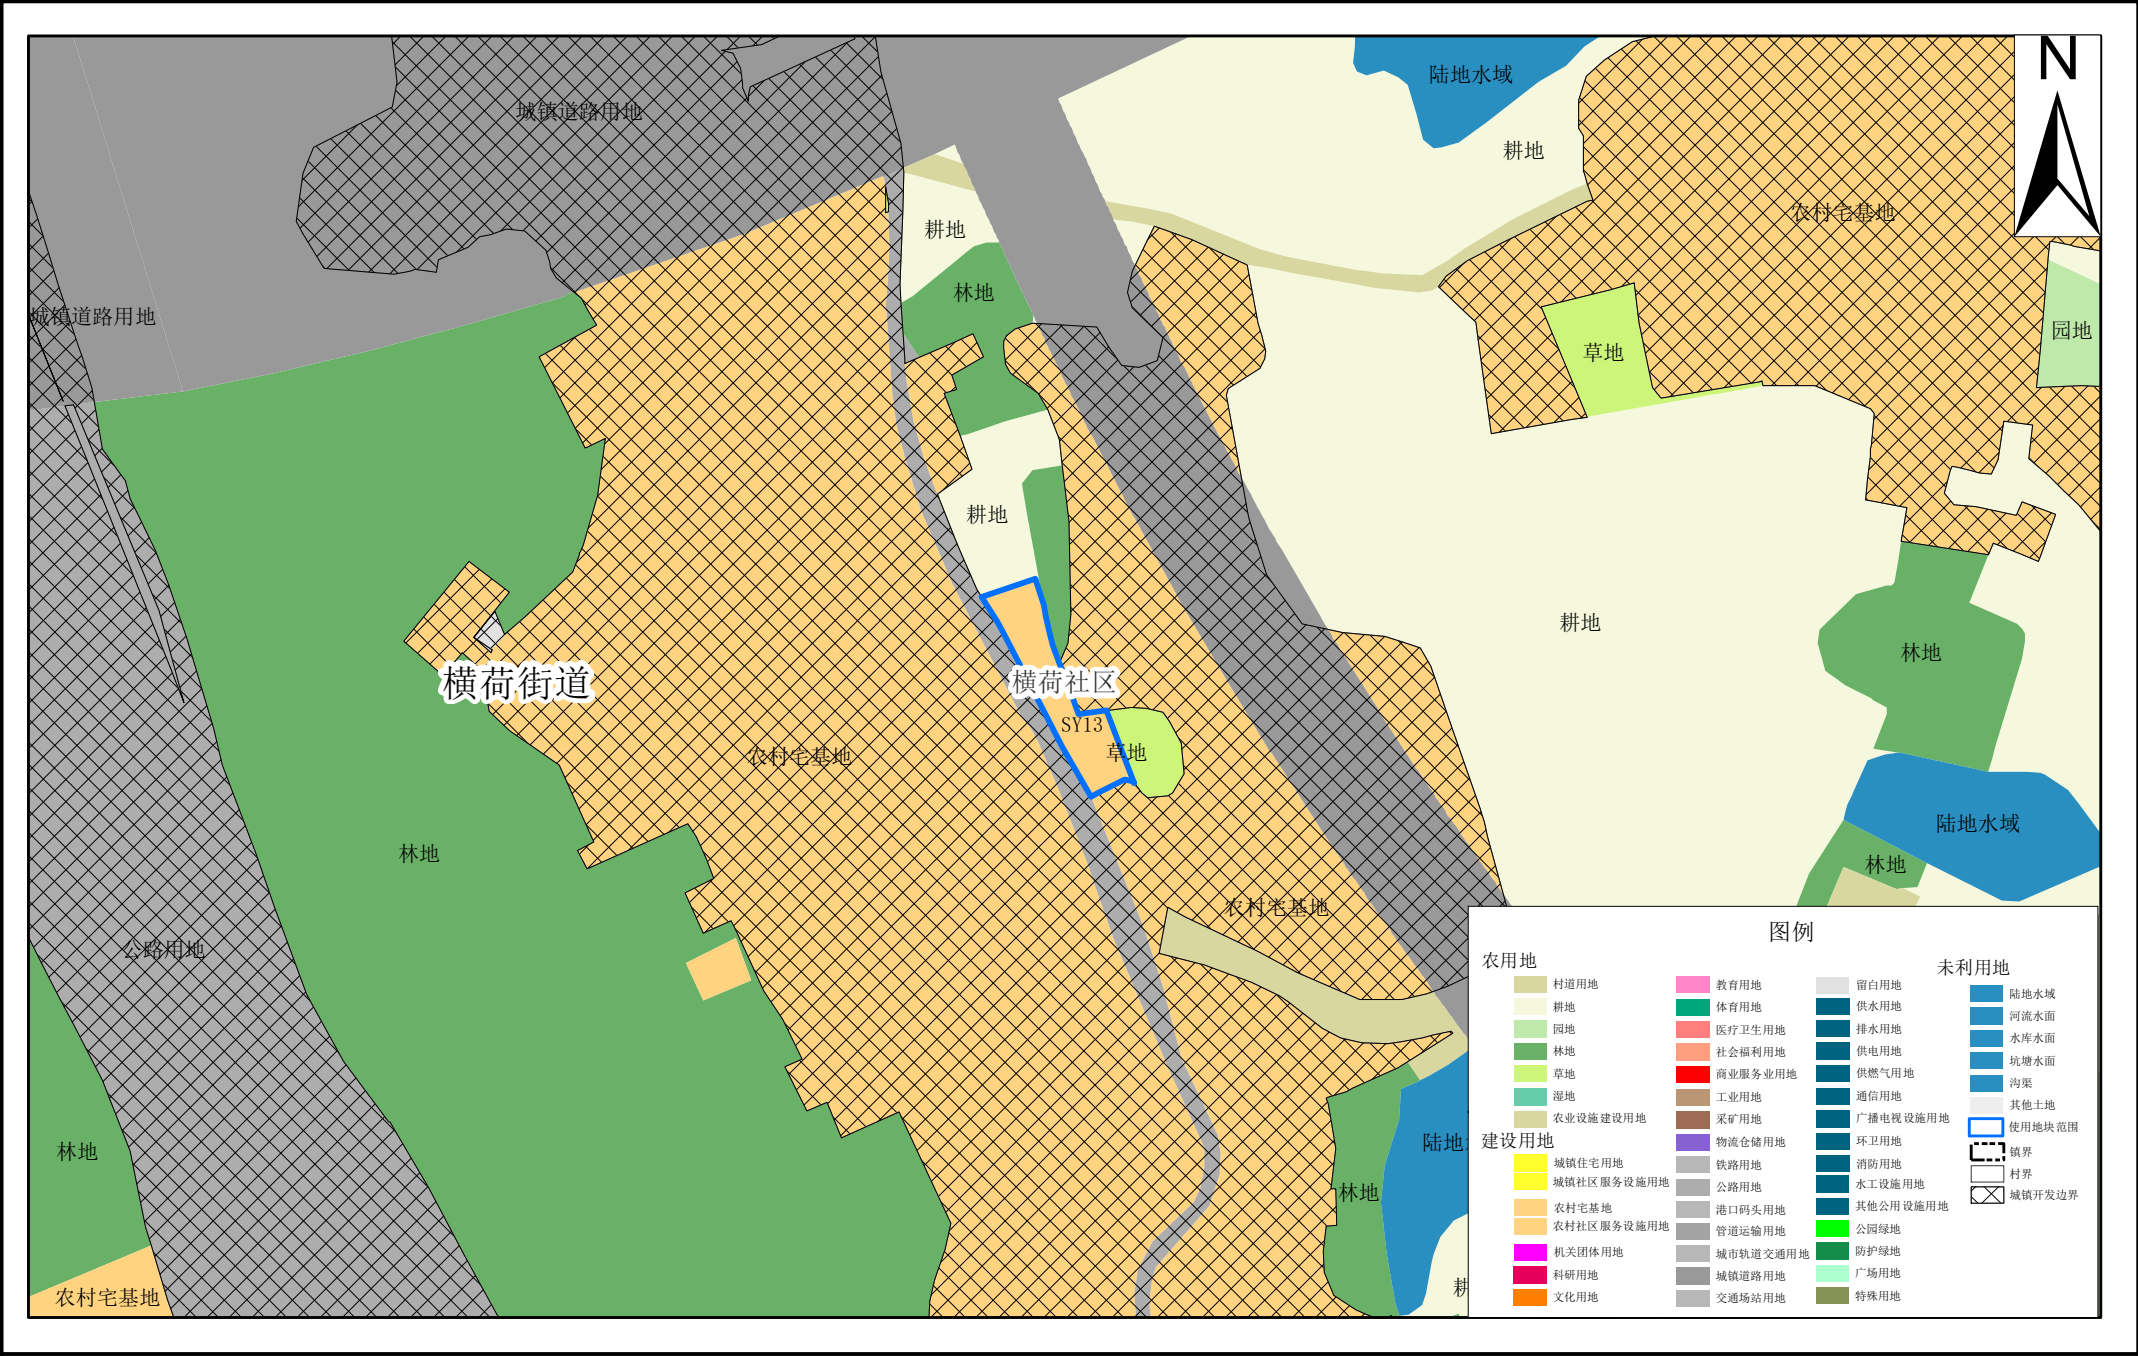 N
陆地水域
城镇道路用地
耕地
农村宅基地
耕地
林地
城镇道路用地
园地
草地
耕地
耕地
林地
横荷街道
横荷社区
SY13
草地
农村宅基地
陆地水域
林地
林地
农村宅基地
公路用地
林地
陆地
林地
耕
农村宅基地
图例
农用地
村道用地
耕地
园地
林地
草地
湿地
农业设施建设用地
建设用地
城镇住宅用地
城镇社区服务设施用地
农村宅基地
农村社区服务设施用地
机关团体用地
科研用地
文化用地
教育用地
体育用地
医疗卫生用地
社会福利用地
商业服务业用地
工业用地
采矿用地
物流仓储用地
铁路用地
公路用地
港口码头用地
管道运输用地
城市轨道交通用地
城镇道路用地
交通场站用地
留白用地
供水用地
排水用地
供电用地
供燃气用地
通信用地
广播电视设施用地
环卫用地
消防用地
水工设施用地
其他公用设施用地
公园绿地
防护绿地
广场用地
特殊用地
未利用地
陆地水域
河流水面
水库水面
坑塘水面
沟渠
其他土地
使用地块范围
镇界
村界
城镇开发边界